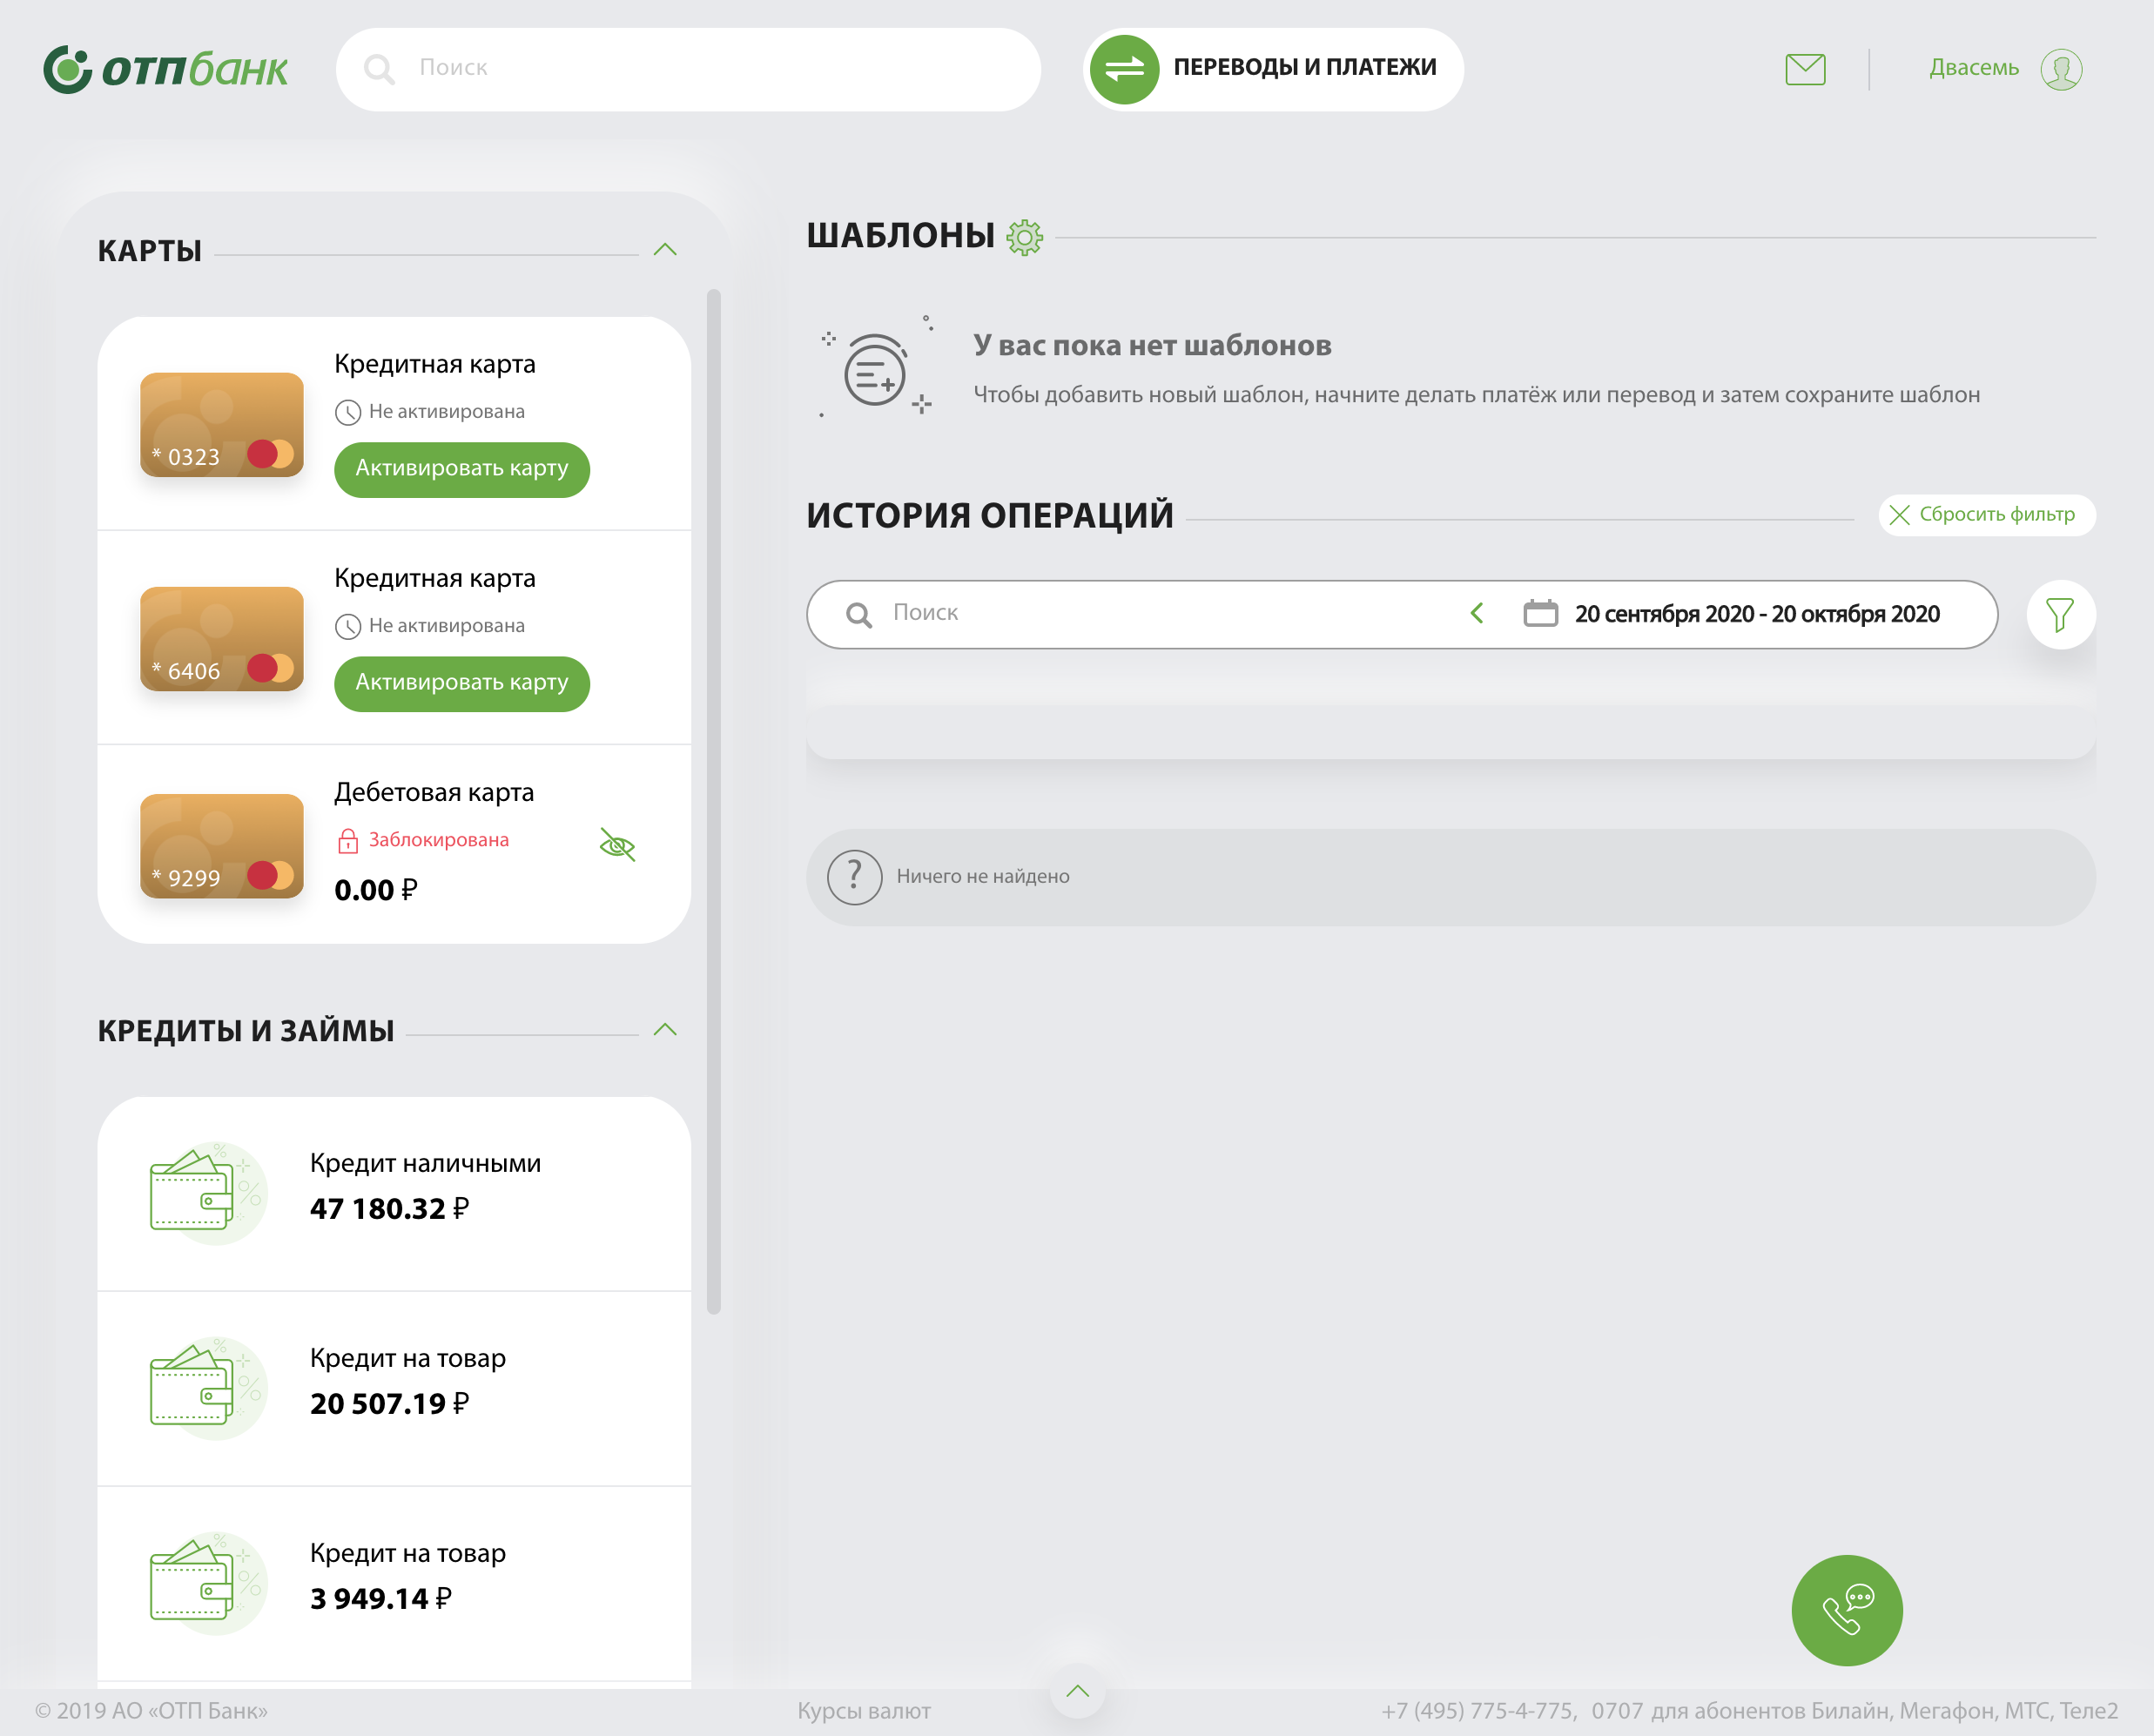 ОТПбанк
Поиск
ПЕРЕВОДЫ И ПЛАТЕЖИ
Двасемь
КАРТЫ
Кредитная карта
Не активирована
* 0323
Активировать карту
Кредитная карта
Не активирована
* 6406
Активировать карту
Дебетовая карта
Заблокирована
* 9299
0.00 ₽
КРЕДИТЫ И ЗАЙМЫ
Кредит наличными
47 180.32 ₽
Кредит на товар
20 507.19 ₽
Кредит на товар
3 949.14 ₽
ШАБЛОНЫ
У вас пока нет шаблонов
Чтобы добавить новый шаблон, начните делать платёж или перевод и затем сохраните шаблон
ИСТОРИЯ ОПЕРАЦИЙ
Сбросить фильтр
Поиск
20 сентября 2020 - 20 октября 2020
? Ничего не найдено
© 2019 АО «ОТП Банк»
Курсы валют
+7 (495) 775-4-775, 0707 для абонентов Билайн, Мегафон, МТС, Теле2